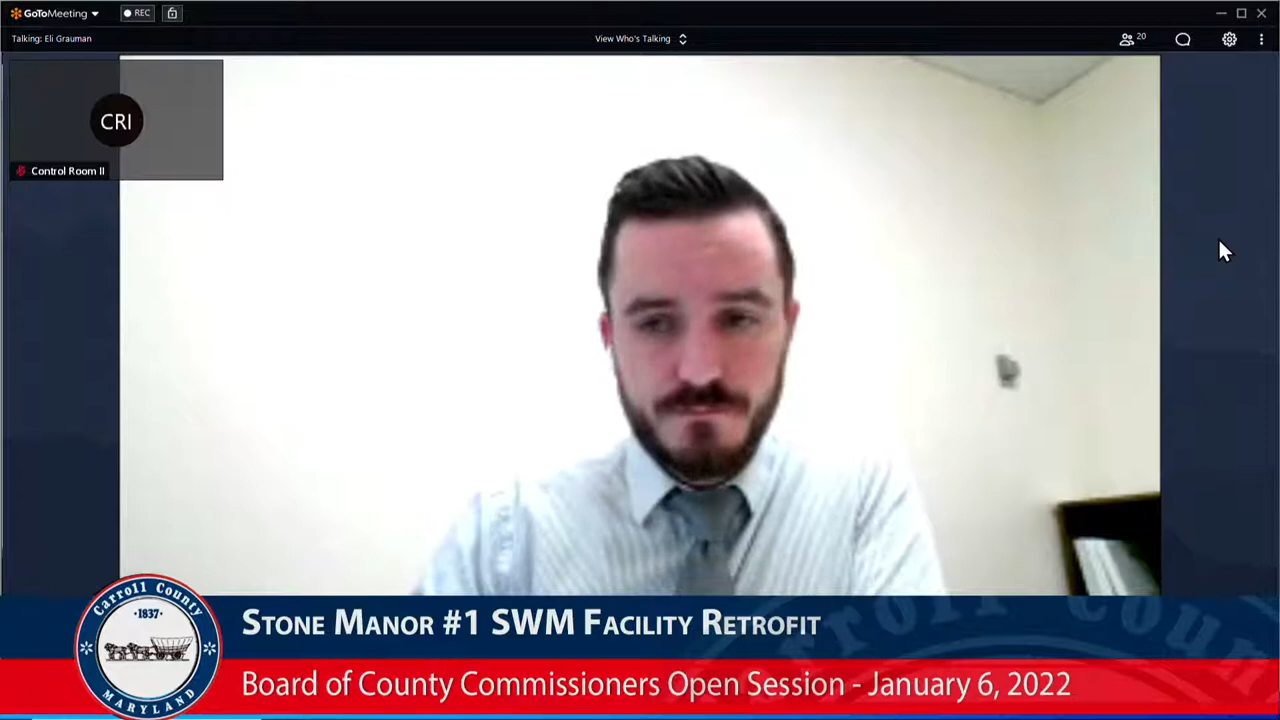 GoToMeeting
REC
Talking: Eli Grauman
View Who's Talking
20
CRI
Control Room II
Carroll County
·1837·
MARYLAND
STONE MANOR #1 SWM FACILITY RETROFIT
Board of County Commissioners Open Session - January 6, 2022